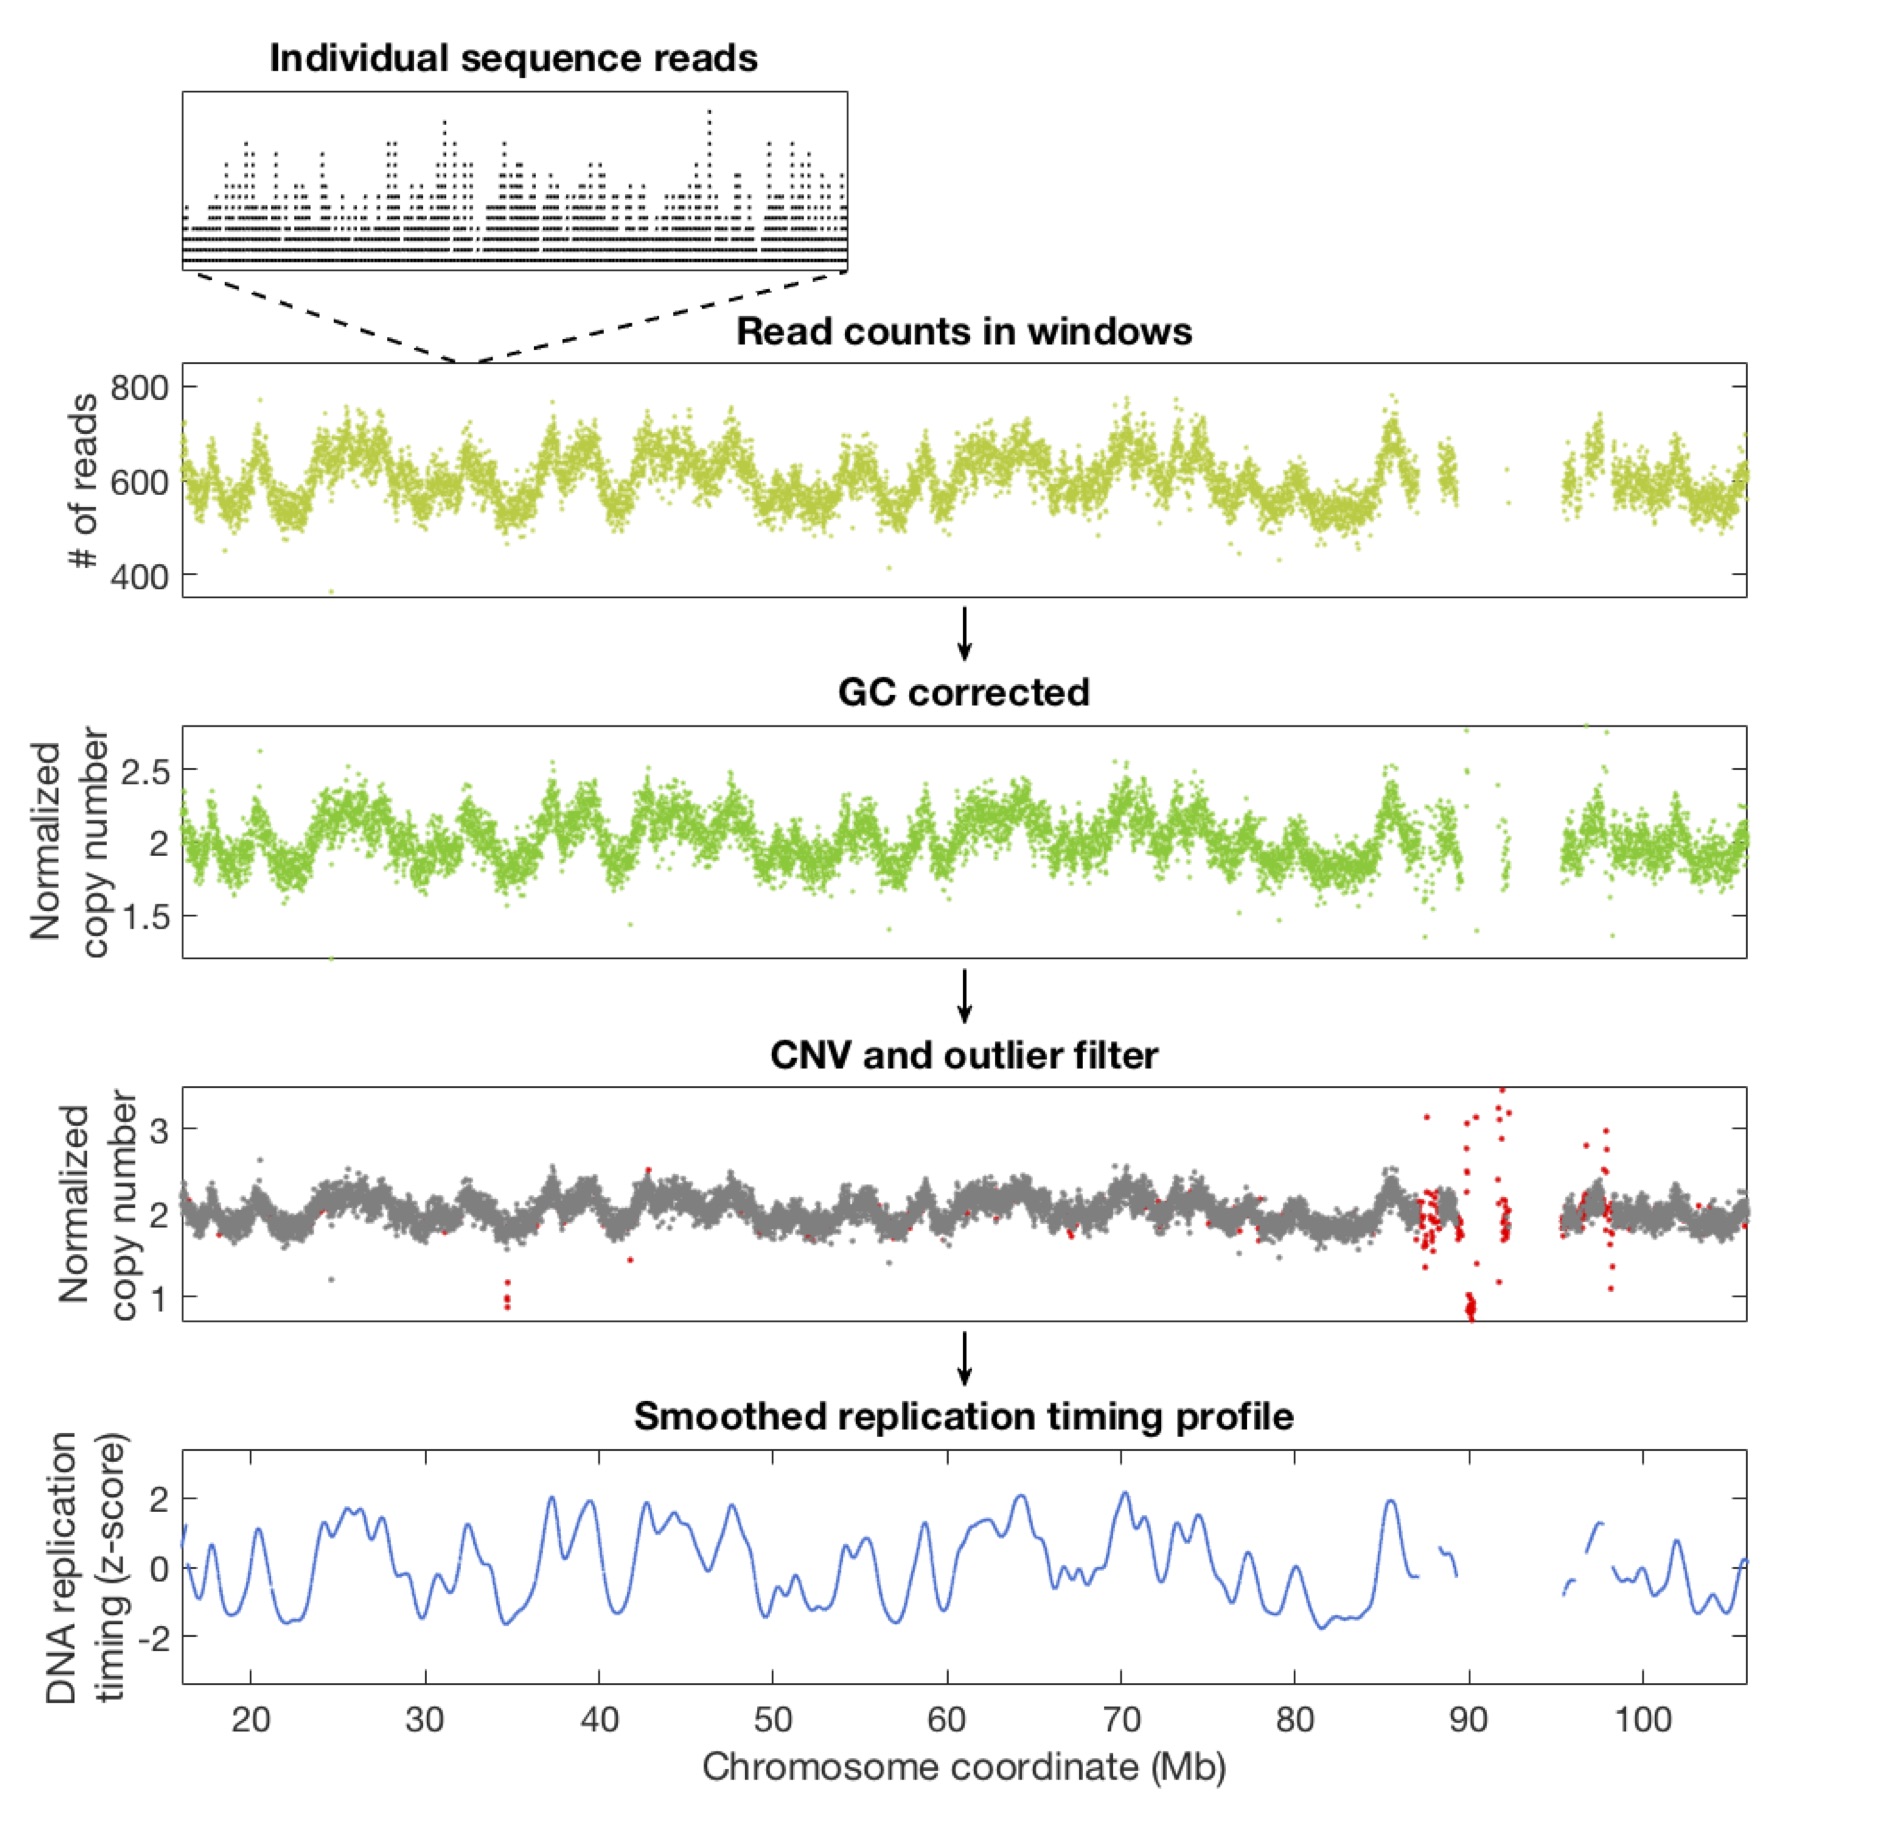 Individual sequence reads
Read counts in windows
# of reads
800
600
400
GC corrected
Normalized
copy number
2.5
2
1.5
CNV and outlier filter
Normalized
copy number
3
2
1
Smoothed replication timing profile
DNA replication
timing (z-score)
2
0
-2
20 30 40 50 60 70 80 90 100
Chromosome coordinate (Mb)